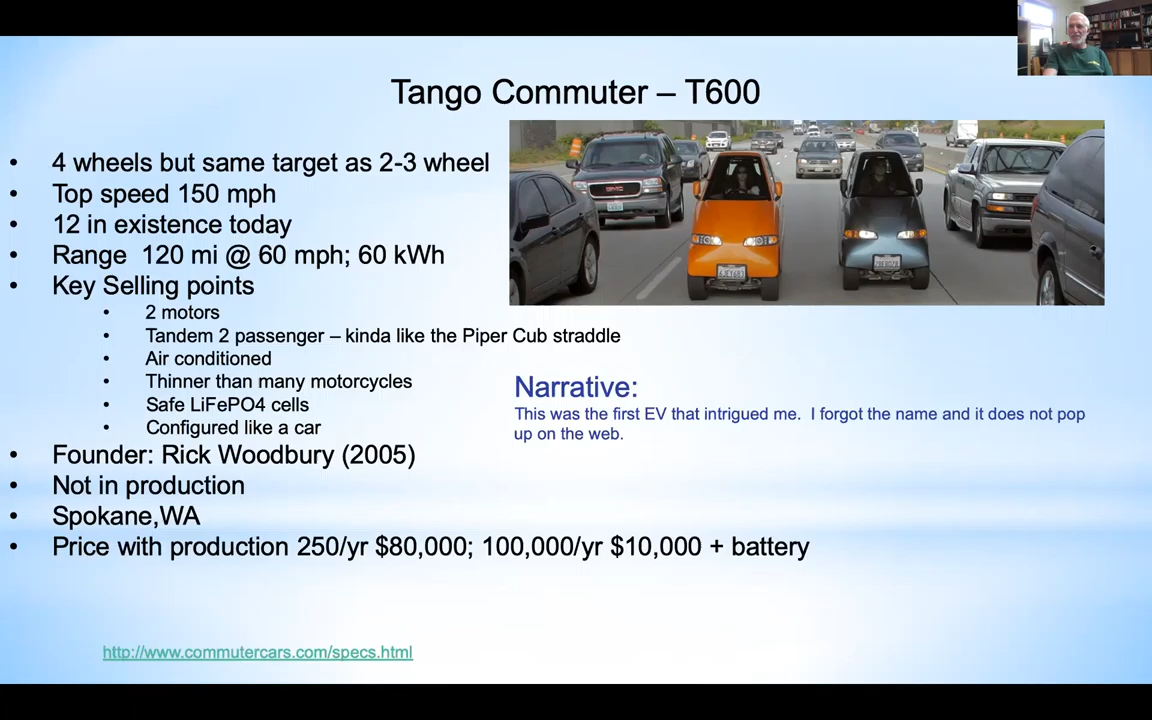 Tango Commuter – T600
• 4 wheels but same target as 2-3 wheel
• Top speed 150 mph
• 12 in existence today
• Range 120 mi @ 60 mph; 60 kWh
• Key Selling points
• 2 motors
• Tandem 2 passenger – kinda like the Piper Cub straddle
• Air conditioned
• Thinner than many motorcycles
• Safe LiFePO4 cells
• Configured like a car
• Founder: Rick Woodbury (2005)
• Not in production
• Spokane,WA
• Price with production 250/yr $80,000; 100,000/yr $10,000 + battery
GMC
Narrative:
This was the first EV that intrigued me. I forgot the name and it does not pop
up on the web.
http://www.commutercars.com/specs.html